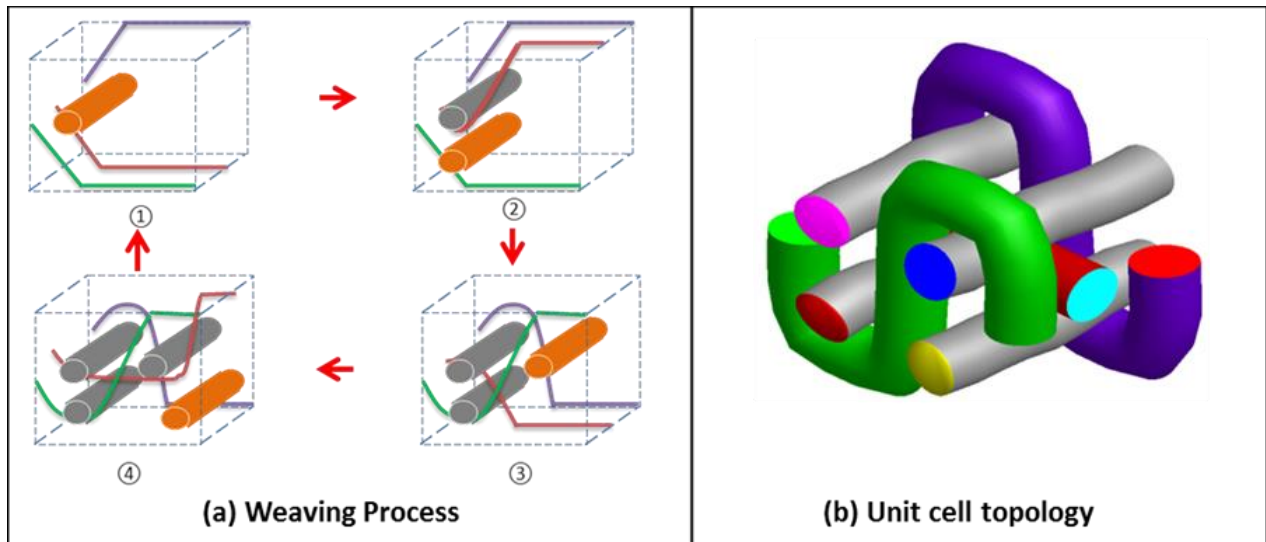 ①
②
④
③
(a) Weaving Process
(b) Unit cell topology